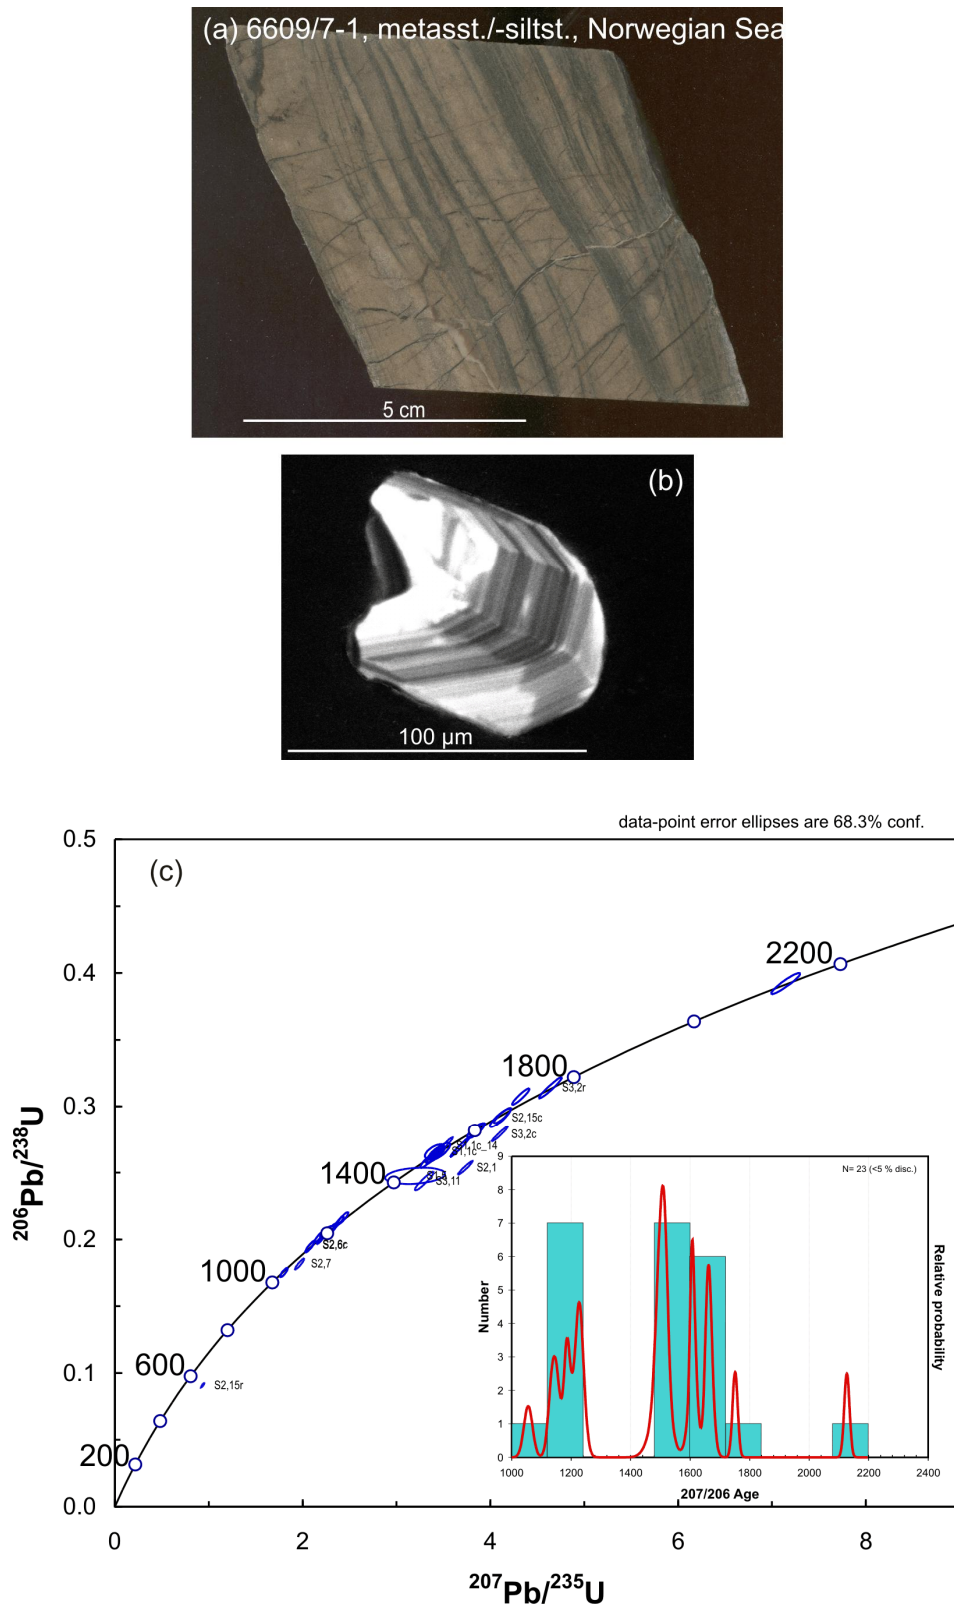 (a) 6609/7-1, metasst./-siltst., Norwegian Sea
5 cm
(b)
100 µm
data-point error ellipses are 68.3% conf.
(c)
0.5
0.4
0.3
0.2
0.1
0.0
206Pb/238U
2200
1800
1400
1000
600
200
S3,2r
S2,15c
S3,2c
S1,1c_14
S2,1
S3,11
S2,6c
S2,7
S2,15r
N= 23 (<5 % disc.)
9
8
7
6
5
4
3
2
1
0
Number
Relative probability
1000 1200 1400 1600 1800 2000 2200 2400
207/206 Age
0 2 4 6 8
207Pb/235U